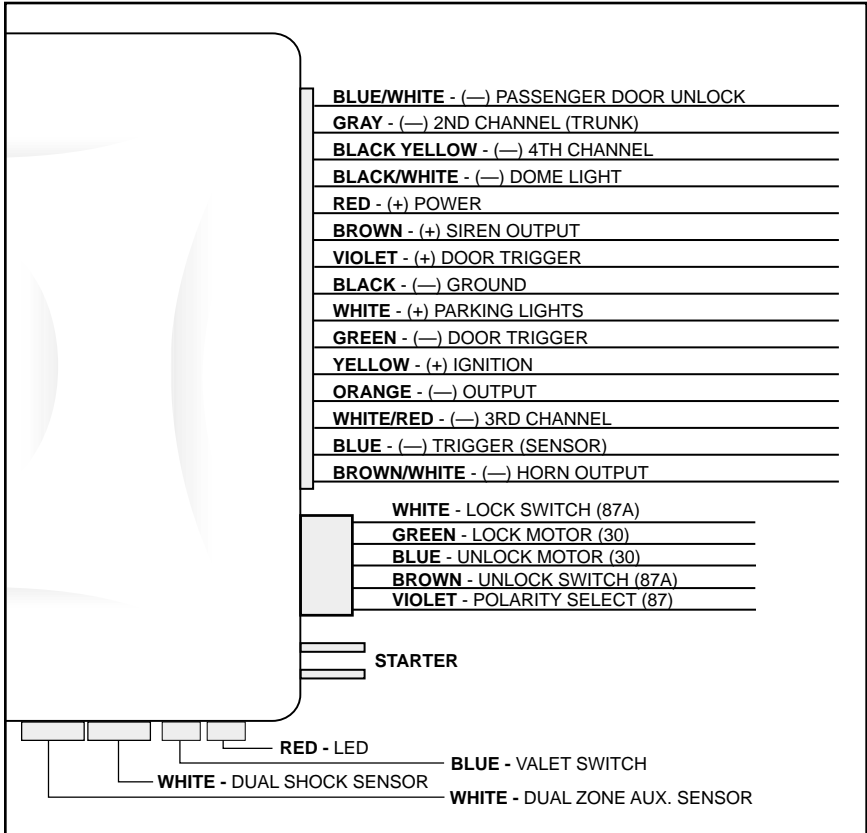 BLUE/WHITE - (—) PASSENGER DOOR UNLOCK
GRAY - (—) 2ND CHANNEL (TRUNK)
BLACK YELLOW - (—) 4TH CHANNEL
BLACK/WHITE - (—) DOME LIGHT
RED - (+) POWER
BROWN - (+) SIREN OUTPUT
VIOLET - (+) DOOR TRIGGER
BLACK - (—) GROUND
WHITE - (+) PARKING LIGHTS
GREEN - (—) DOOR TRIGGER
YELLOW - (+) IGNITION
ORANGE - (—) OUTPUT
WHITE/RED - (—) 3RD CHANNEL
BLUE - (—) TRIGGER (SENSOR)
BROWN/WHITE - (—) HORN OUTPUT
WHITE - LOCK SWITCH (87A)
GREEN - LOCK MOTOR (30)
BLUE - UNLOCK MOTOR (30)
BROWN - UNLOCK SWITCH (87A)
VIOLET - POLARITY SELECT (87)
STARTER
RED - LED
BLUE - VALET SWITCH
WHITE - DUAL SHOCK SENSOR
WHITE - DUAL ZONE AUX. SENSOR